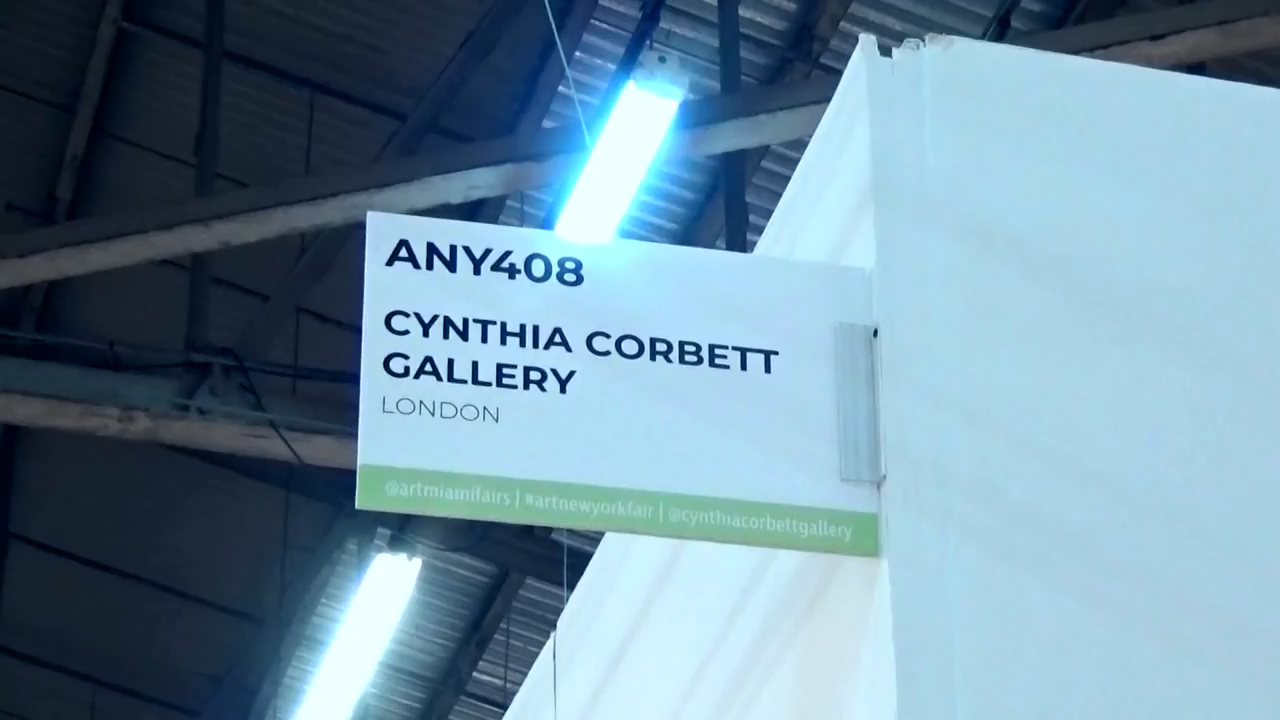 ANY408
CYNTHIA CORBETT
GALLERY
LONDON
@artmiamifairs | #artnewyorkfair | @cynthiacorbettgallery